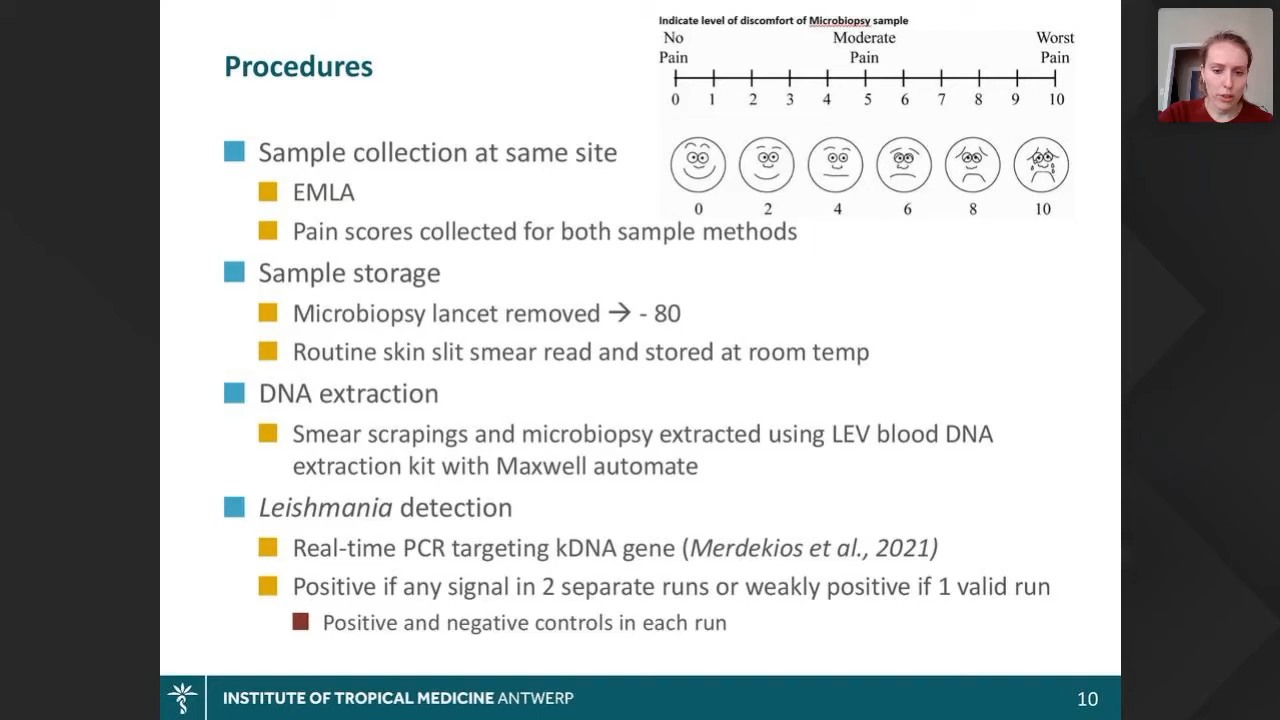 Indicate level of discomfort of Microbiopsy sample
No Pain
Moderate Pain
Worst Pain
0 1 2 3 4 5 6 7 8 9 10
0 2 4 6 8 10
Procedures
Sample collection at same site
EMLA
Pain scores collected for both sample methods
Sample storage
Microbiopsy lancet removed → - 80
Routine skin slit smear read and stored at room temp
DNA extraction
Smear scrapings and microbiopsy extracted using LEV blood DNA
extraction kit with Maxwell automate
Leishmania detection
Real-time PCR targeting kDNA gene (Merdekios et al., 2021)
Positive if any signal in 2 separate runs or weakly positive if 1 valid run
Positive and negative controls in each run
INSTITUTE OF TROPICAL MEDICINE ANTWERP
10